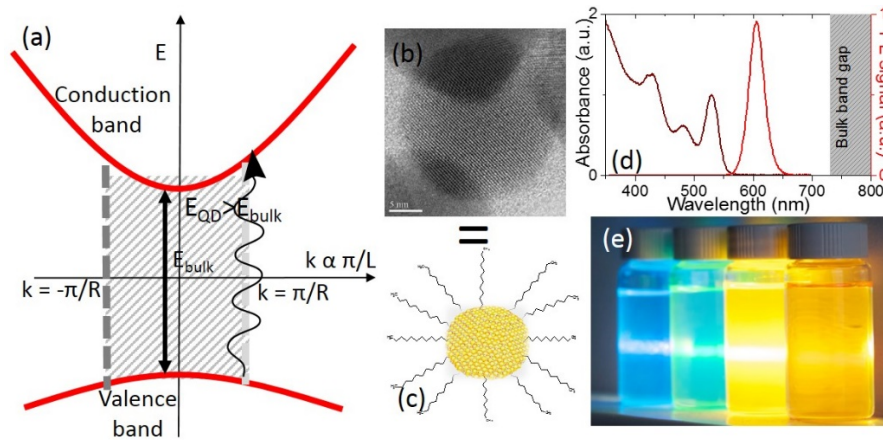 (a)
E
Conduction
band
E_QD > E_bulk
E_bulk
k α π/L
k = -π/R
k = π/R
Valence
band
(b)
5 nm
=
(c)
2
1
0
Absorbance (a.u.)
(d)
Bulk band gap
400 500 600 700 800
Wavelength (nm)
(e)